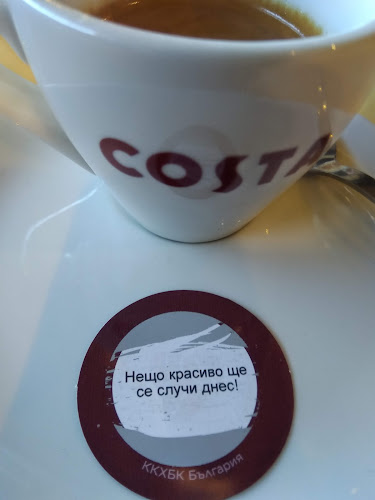 COSTA
Нещо красиво ще
се случи днес!
ККХБК България